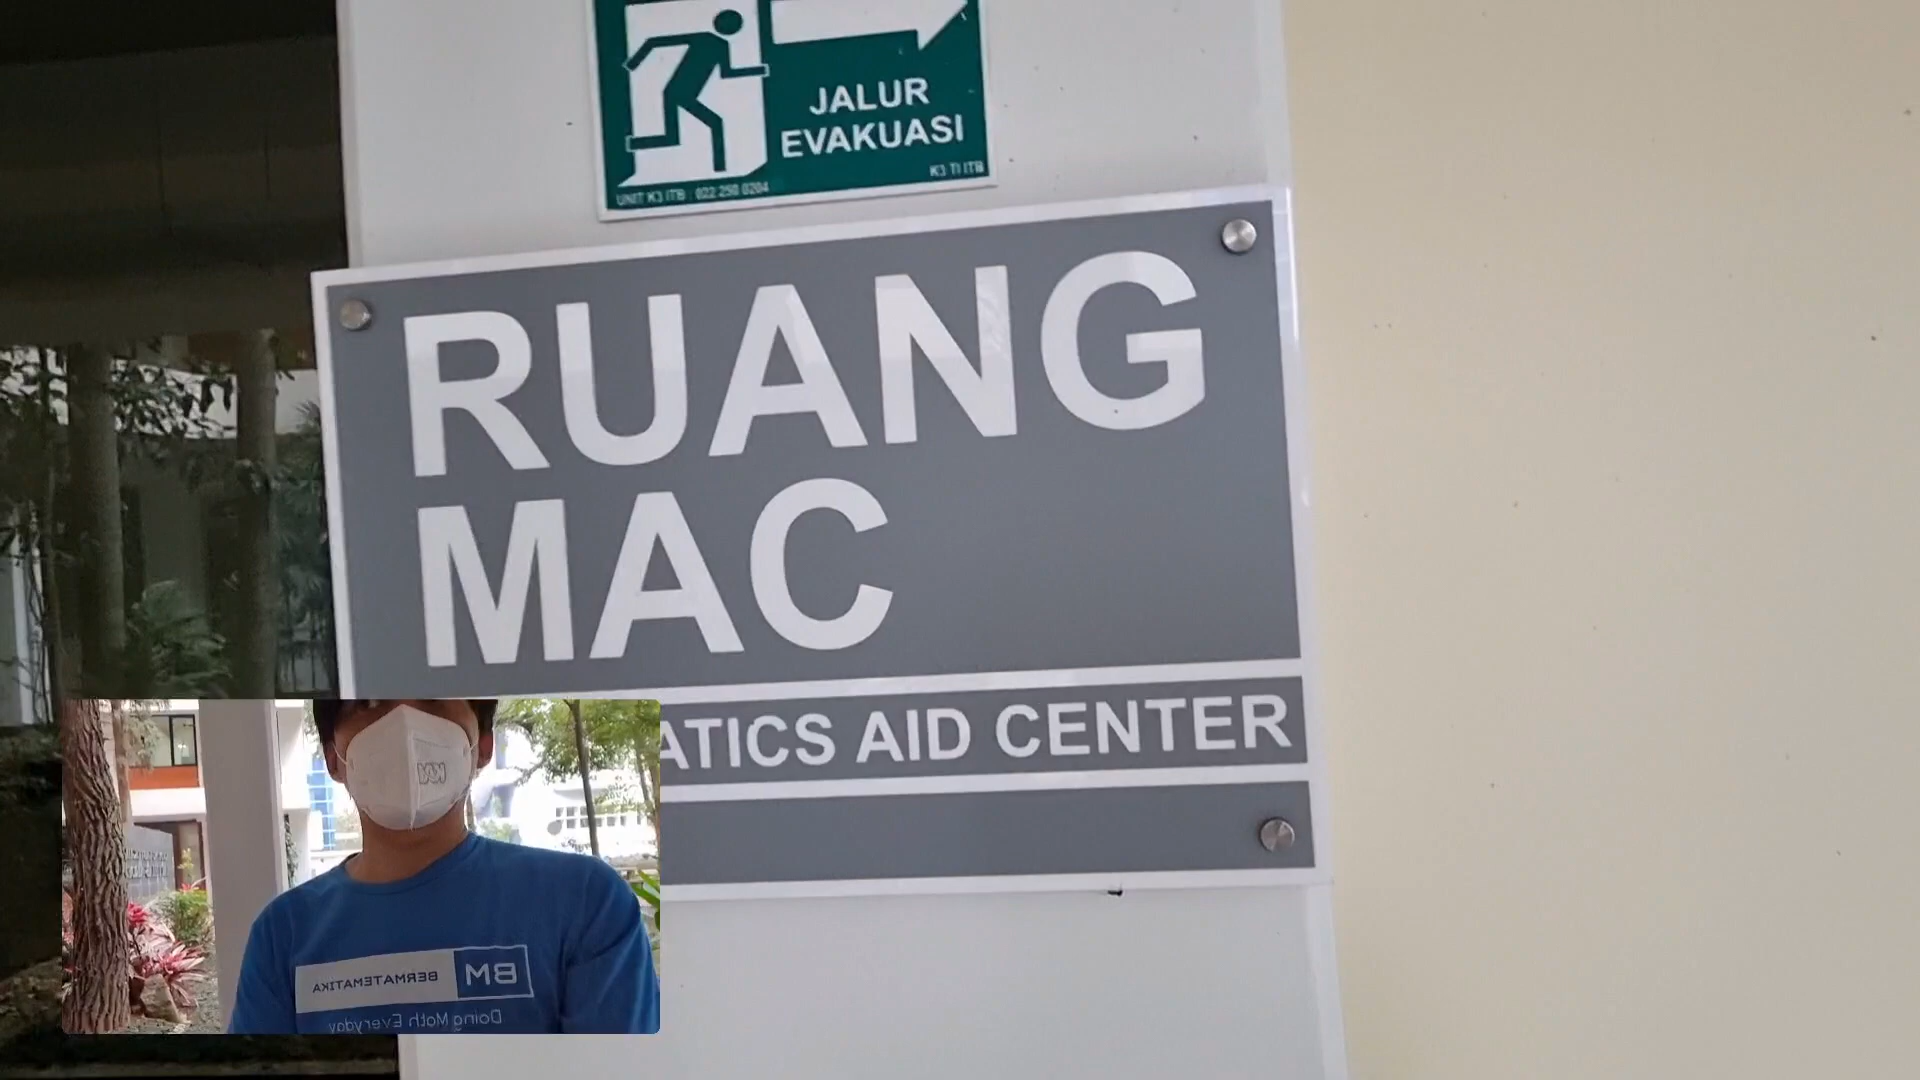 JALUR
EVAKUASI
K3 TI ITB
UNIT K3 ITB : 022 250 0204
RUANG
MAC
ATICS AID CENTER
BM
BERMATEMATIKA
Doing Math Everyday